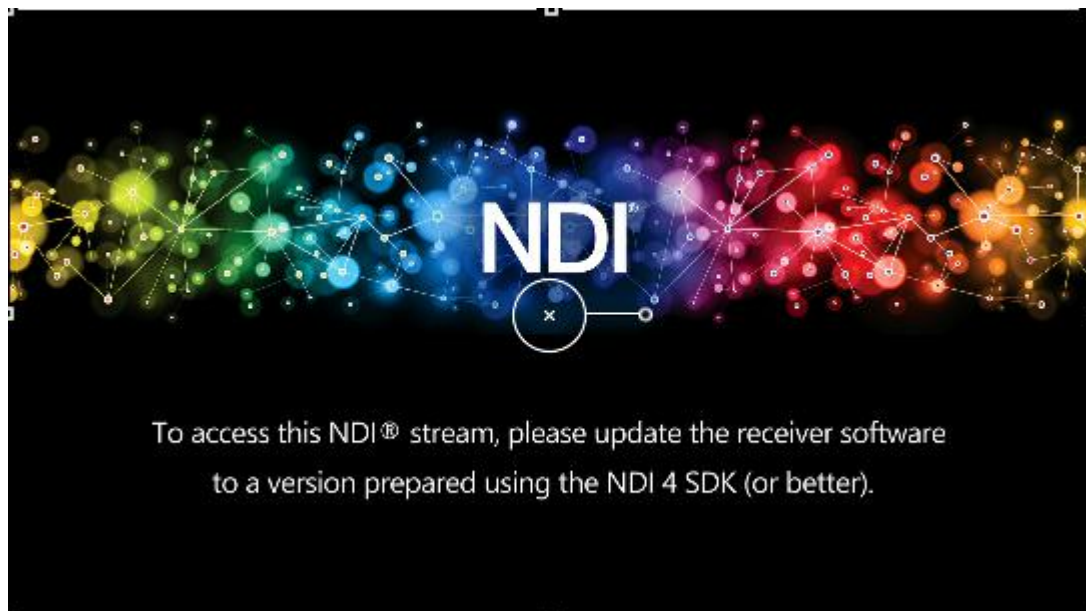 NDI®
To access this NDI® stream, please update the receiver software
to a version prepared using the NDI 4 SDK (or better).